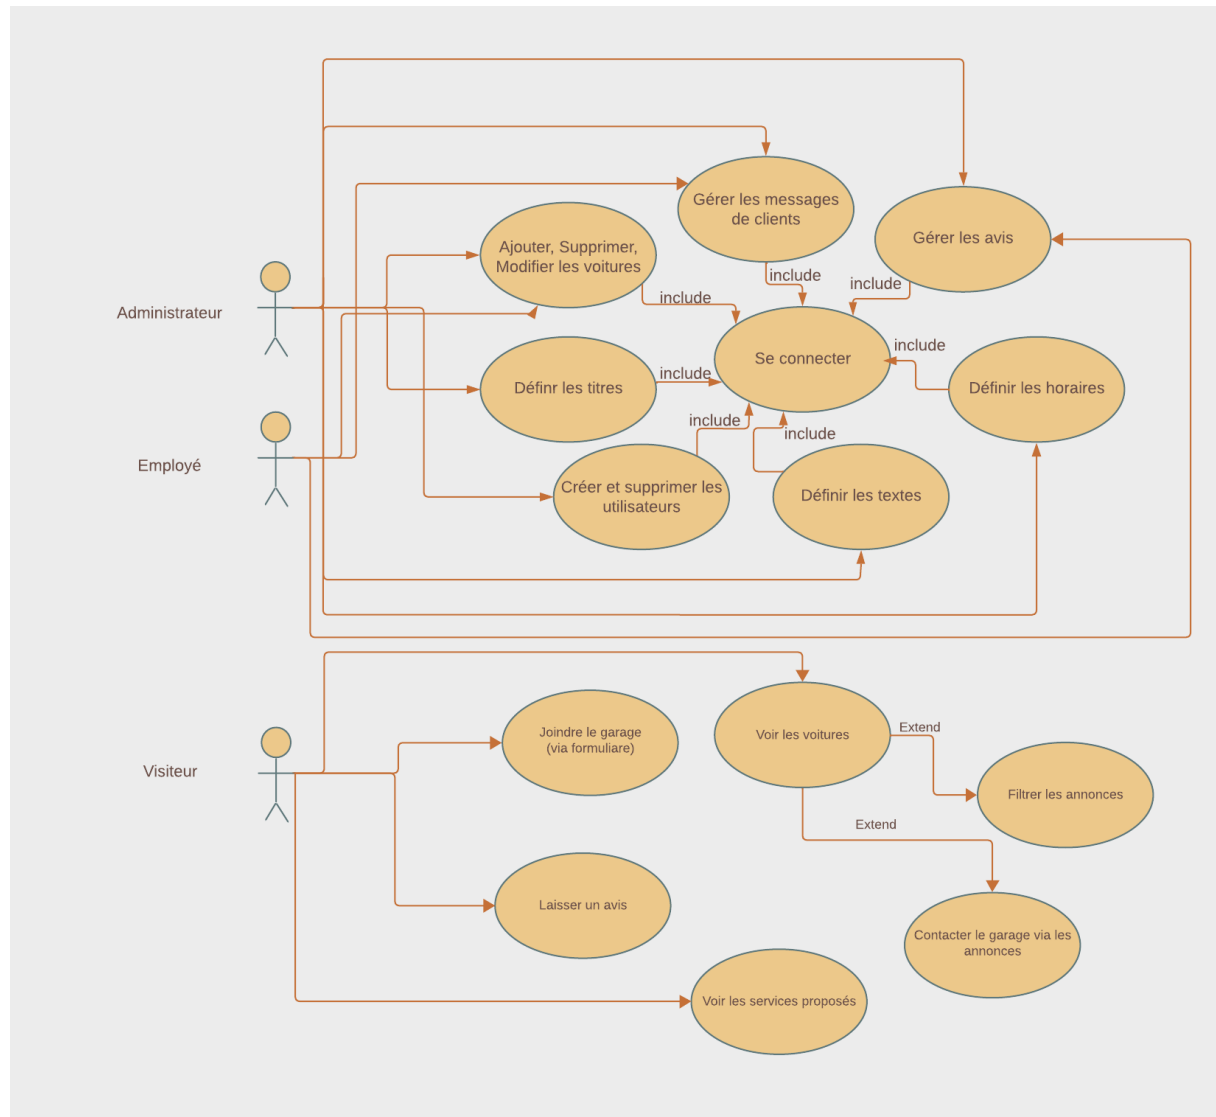 Gérer les messages
de clients
Gérer les avis
Ajouter, Supprimer,
Modifier les voitures
include
include
include
Administrateur
include
Se connecter
include
Définr les titres
Définir les horaires
include
include
Employé
Créer et supprimer les
utilisateurs
Définir les textes
Joindre le garage
(via formuliare)
Voir les voitures
Extend
Visiteur
Filtrer les annonces
Extend
Laisser un avis
Contacter le garage via les
annonces
Voir les services proposés